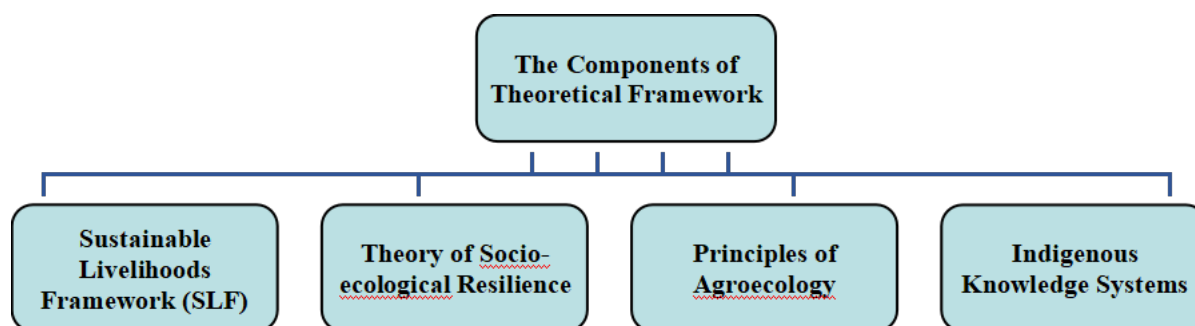 The Components of
Theoretical Framework
Sustainable
Livelihoods
Framework (SLF)
Theory of Socio-
ecological Resilience
Principles of
Agroecology
Indigenous
Knowledge Systems